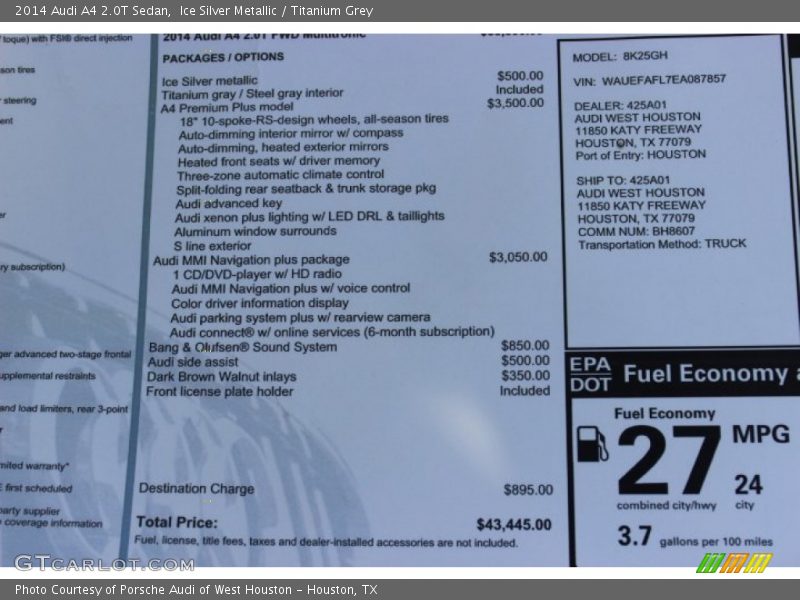 2014 Audi A4 2.0T Sedan, Ice Silver Metallic / Titanium Grey
toque) with FSI® direct injection
son tires
steering
ent
er
ry subscription)
ger advanced two-stage frontal
upplemental restraints
and load limiters, rear 3-point
r
mited warranty*
E first scheduled
party supplier
coverage information
2014 Audi A4 2.0T FWD Multitronic
PACKAGES / OPTIONS
Ice Silver metallic $500.00
Titanium gray / Steel gray interior Included
A4 Premium Plus model $3,500.00
18" 10-spoke-RS-design wheels, all-season tires
Auto-dimming interior mirror w/ compass
Auto-dimming, heated exterior mirrors
Heated front seats w/ driver memory
Three-zone automatic climate control
Split-folding rear seatback & trunk storage pkg
Audi advanced key
Audi xenon plus lighting w/ LED DRL & taillights
Aluminum window surrounds
S line exterior
Audi MMI Navigation plus package $3,050.00
1 CD/DVD-player w/ HD radio
Audi MMI Navigation plus w/ voice control
Color driver information display
Audi parking system plus w/ rearview camera
Audi connect® w/ online services (6-month subscription)
Bang & Olufsen® Sound System $850.00
Audi side assist $500.00
Dark Brown Walnut inlays $350.00
Front license plate holder Included
Destination Charge $895.00
Total Price: $43,445.00
Fuel, license, title fees, taxes and dealer-installed accessories are not included.
MODEL: 8K25GH
VIN: WAUEFAFL7EA087857
DEALER: 425A01
AUDI WEST HOUSTON
11850 KATY FREEWAY
HOUSTON, TX 77079
Port of Entry: HOUSTON
SHIP TO: 425A01
AUDI WEST HOUSTON
11850 KATY FREEWAY
HOUSTON, TX 77079
COMM NUM: BH8607
Transportation Method: TRUCK
EPA
DOT Fuel Economy a
Fuel Economy
27 MPG
24
combined city/hwy city
3.7 gallons per 100 miles
GTCARLOT.COM
Photo Courtesy of Porsche Audi of West Houston – Houston, TX